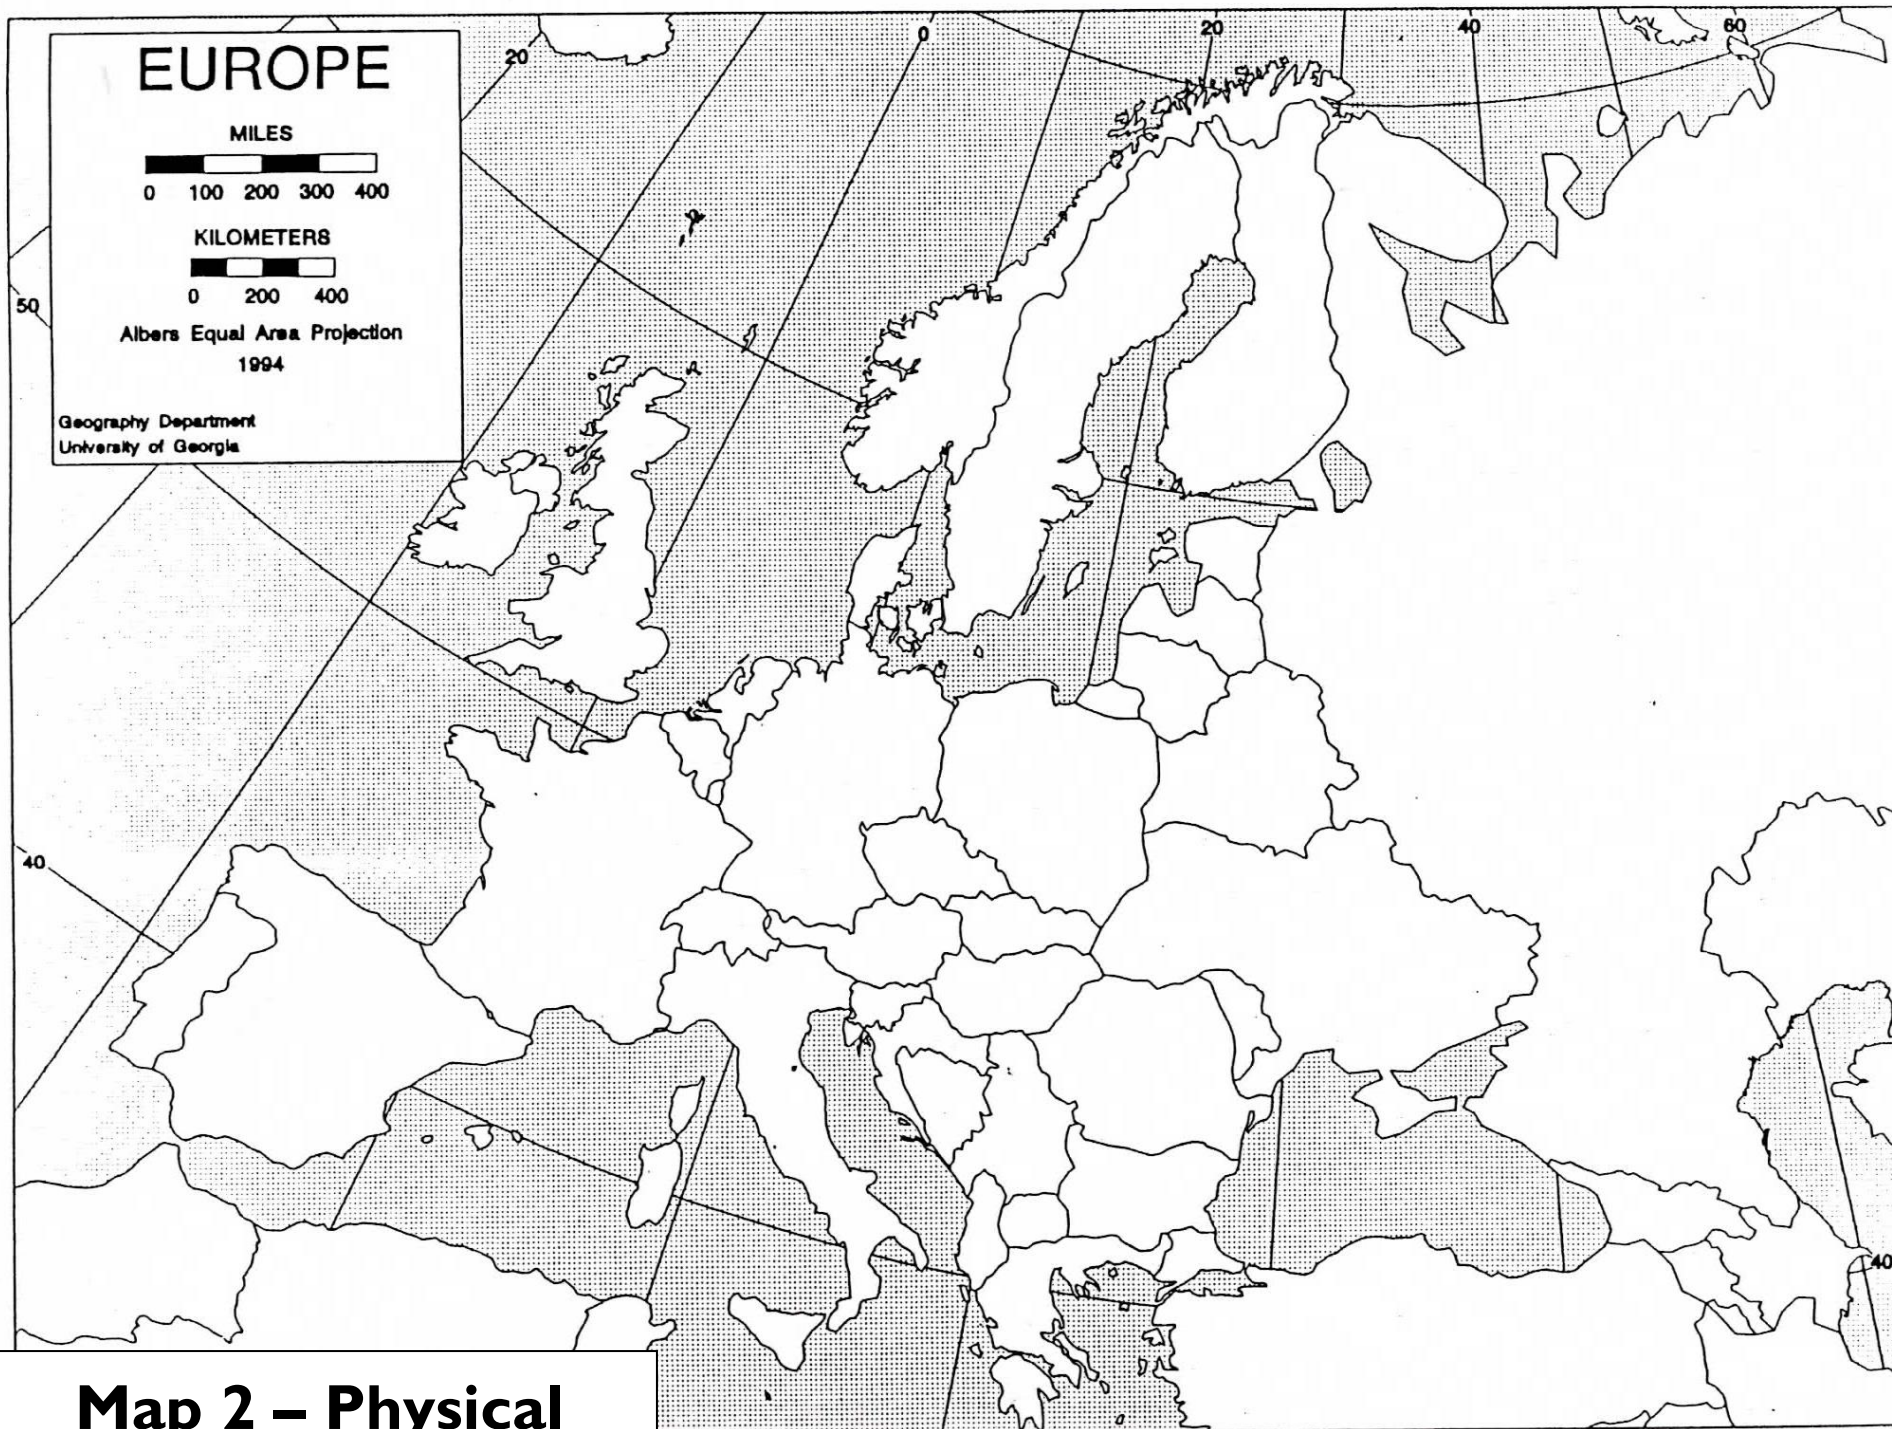 EUROPE
MILES
0 100 200 300 400
KILOMETERS
0 200 400
Albers Equal Area Projection
1994
Geography Department
University of Georgia
20
0
20
40
60
50
40
40
Map 2 – Physical